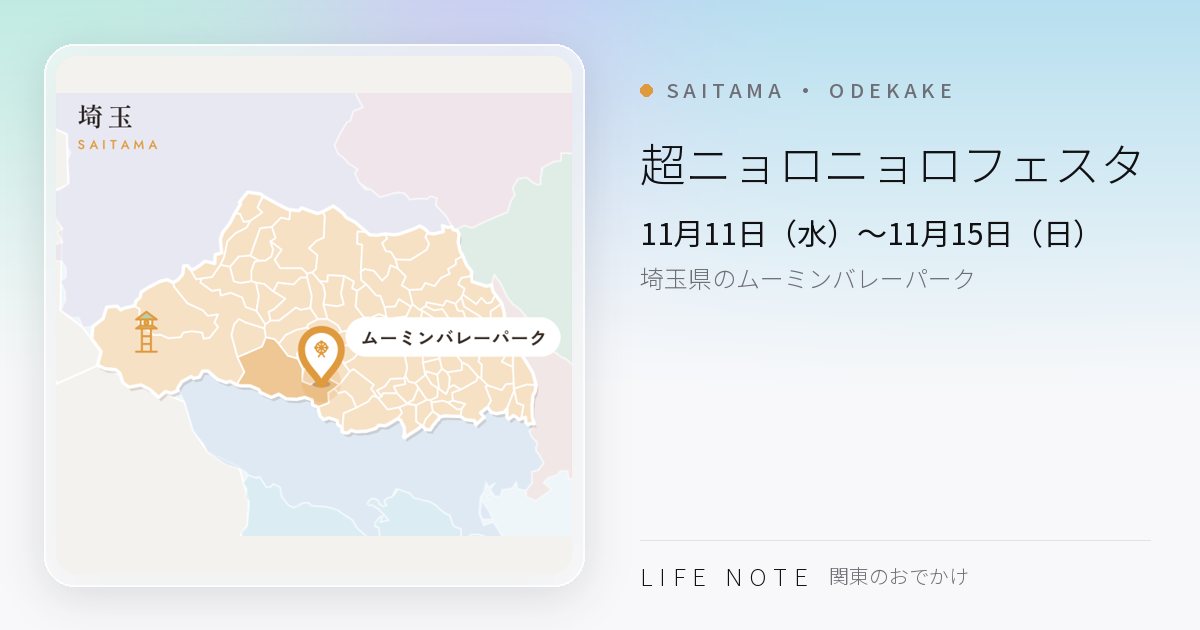 埼玉
SAITAMA
ムーミンバレーパーク
SAITAMA • ODEKAKE
超ニョロニョロフェスタ
11月11日（水）〜11月15日（日）
埼玉県のムーミンバレーパーク
LIFE NOTE 関東のおでかけ